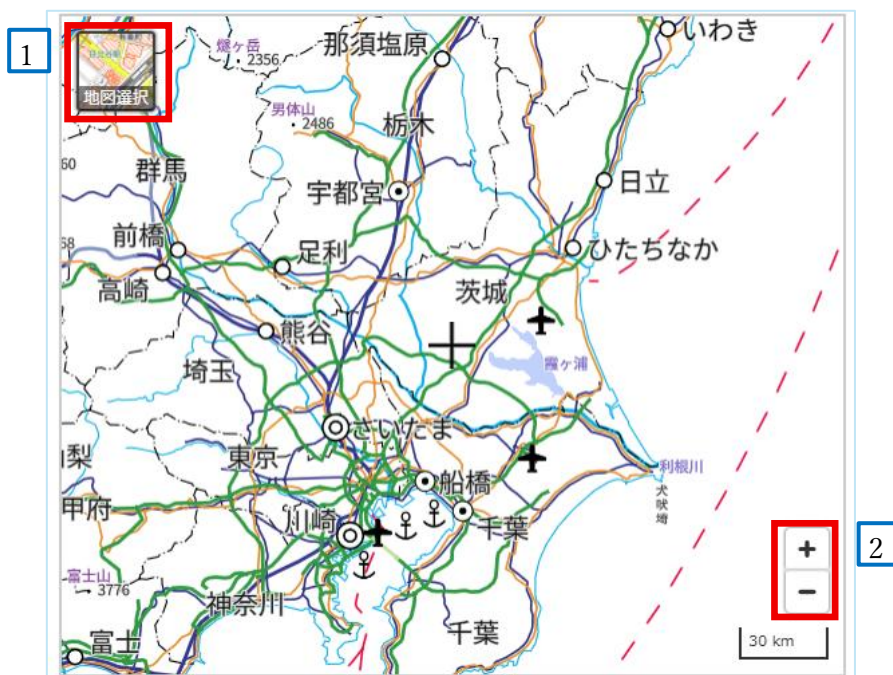 1
地図選択
燧ヶ岳
2356
那須塩原
いわき
男体山
2486
栃木
60
群馬
宇都宮
日立
前橋
足利
ひたちなか
68
高崎
茨城
熊谷
霞ヶ浦
埼玉
さいたま
山梨
東京
船橋
利根川
犬吠埼
甲府
川崎
千葉
+
2
富士山
3776
−
神奈川
千葉
富士
30 km